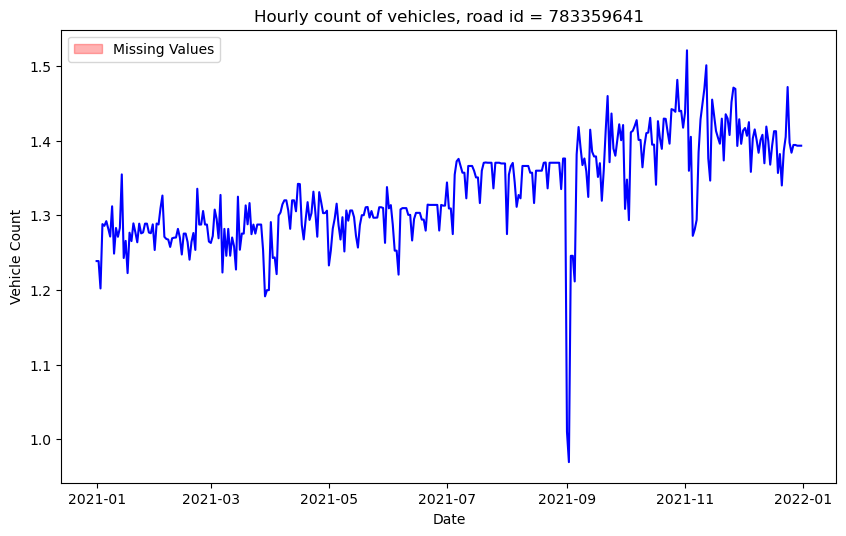 Hourly count of vehicles, road id = 783359641
Missing Values
Vehicle Count
1.5
1.4
1.3
1.2
1.1
1.0
2021-01 2021-03 2021-05 2021-07 2021-09 2021-11 2022-01
Date